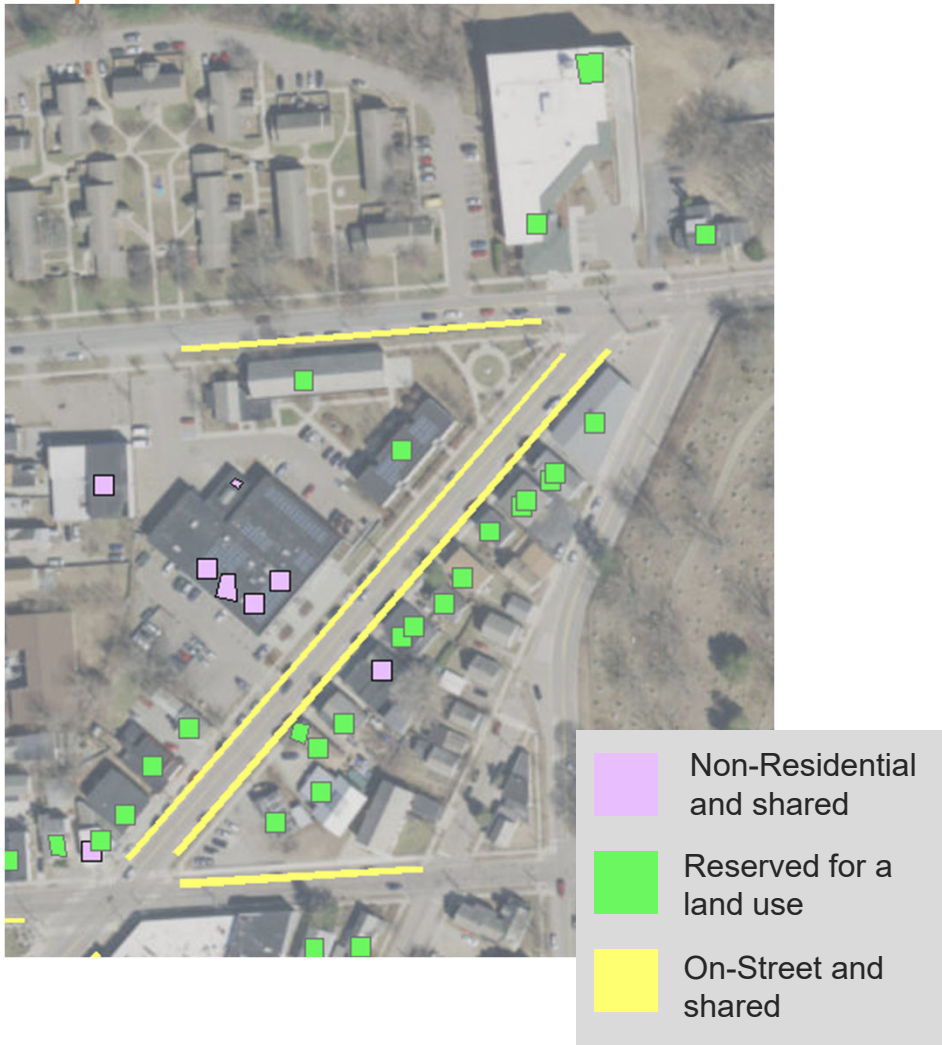 Non-Residential
and shared
Reserved for a
land use
On-Street and
shared